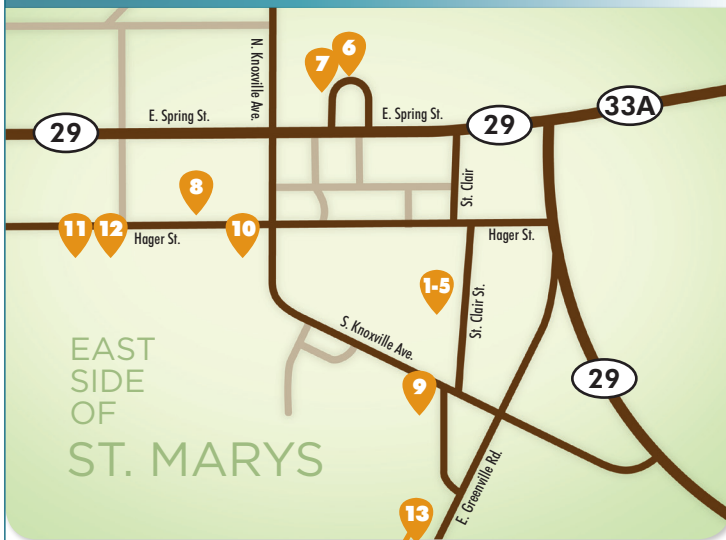 6
7
N. Knoxville Ave.
33A
E. Spring St.
E. Spring St.
29
29
St. Clair
8
11
12
10
Hager St.
Hager St.
1-5
St. Clair St.
S. Knoxville Ave.
EAST
SIDE
OF
ST. MARYS
9
29
E. Greenville Rd.
13